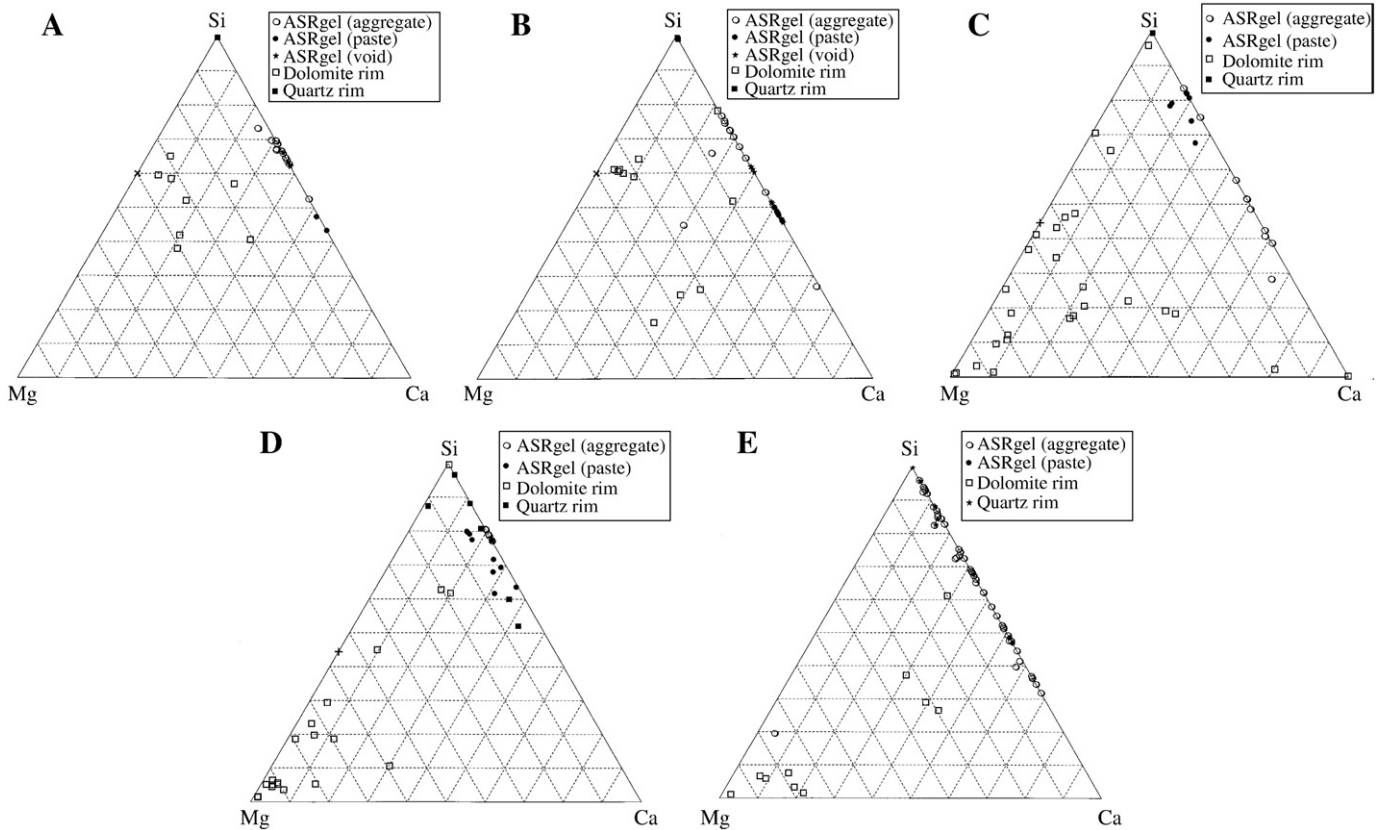 A
Si
ASRgel (aggregate)
ASRgel (paste)
ASRgel (void)
Dolomite rim
Quartz rim
Mg
Ca
B
Si
ASRgel (aggregate)
ASRgel (paste)
ASRgel (void)
Dolomite rim
Quartz rim
Mg
Ca
C
Si
ASRgel (aggregate)
ASRgel (paste)
Dolomite rim
Quartz rim
Mg
Ca
D
Si
ASRgel (aggregate)
ASRgel (paste)
Dolomite rim
Quartz rim
Mg
Ca
E
Si
ASRgel (aggregate)
ASRgel (paste)
Dolomite rim
Quartz rim
Mg
Ca